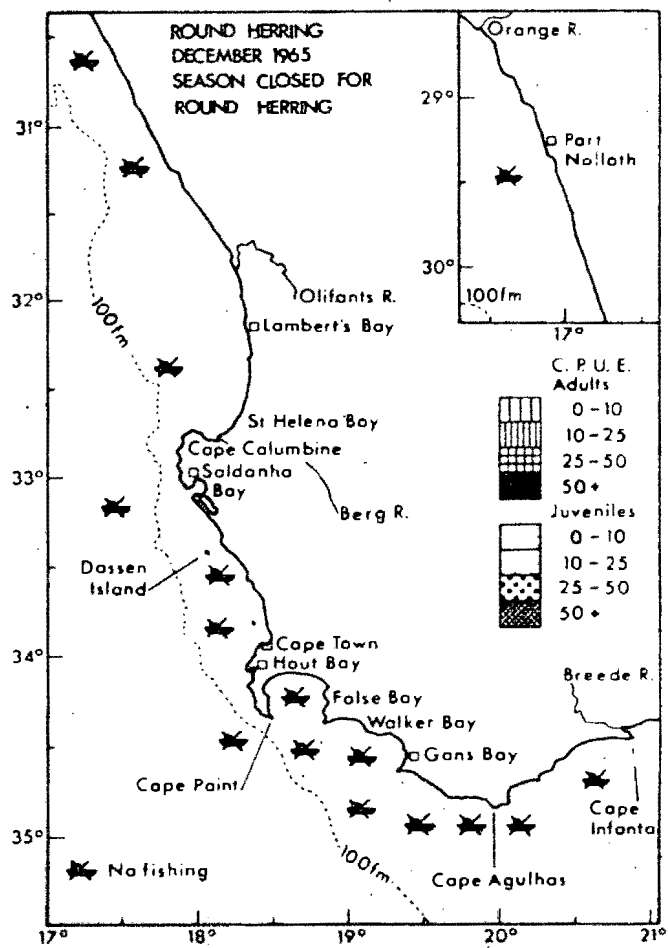 ROUND HERRING
DECEMBER 1965
SEASON CLOSED FOR
ROUND HERRING
Orange R.
29°
Part
Nolloth
30°
100fm
17°
31°
32°
33°
34°
35°
100fm
Olifants R.
Lambert's Bay
St Helena Bay
Cape Calumbine
Saldanha
Bay
Berg R.
Dassen
Island
Cape Town
Hout Bay
False Bay
Walker Bay
Gans Bay
Breede R.
Cape Paint
Cape
Infanta
Cape Agulhas
100fm
No fishing
C. P. U. E.
Adults
0-10
10-25
25-50
50+
Juveniles
0-10
10-25
25-50
50+
17°
18°
19°
20°
21°